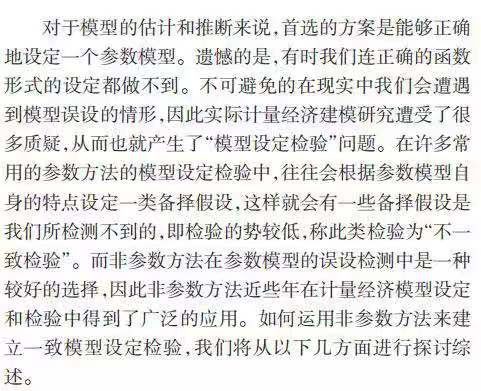 对于模型的估计和推断来说,首选的方案是能够正确
地设定一个参数模型。遗憾的是,有时我们连正确的函数
形式的设定都做不到。不可避免的在现实中我们会遭遇
到模型误设的情形,因此实际计量经济建模研究遭受了很
多质疑,从而也就产生了“模型设定检验”问题。在许多常
用的参数方法的模型设定检验中,往往会根据参数模型自
身的特点设定一类备择假设,这样就会有一些备择假设是
我们所检测不到的,即检验的势较低,称此类检验为“不一
致检验”。而非参数方法在参数模型的误设检测中是一种
较好的选择,因此非参数方法近些年在计量经济模型设定
和检验中得到了广泛的应用。如何运用非参数方法来建
立一致模型设定检验,我们将从以下几方面进行探讨综
述。